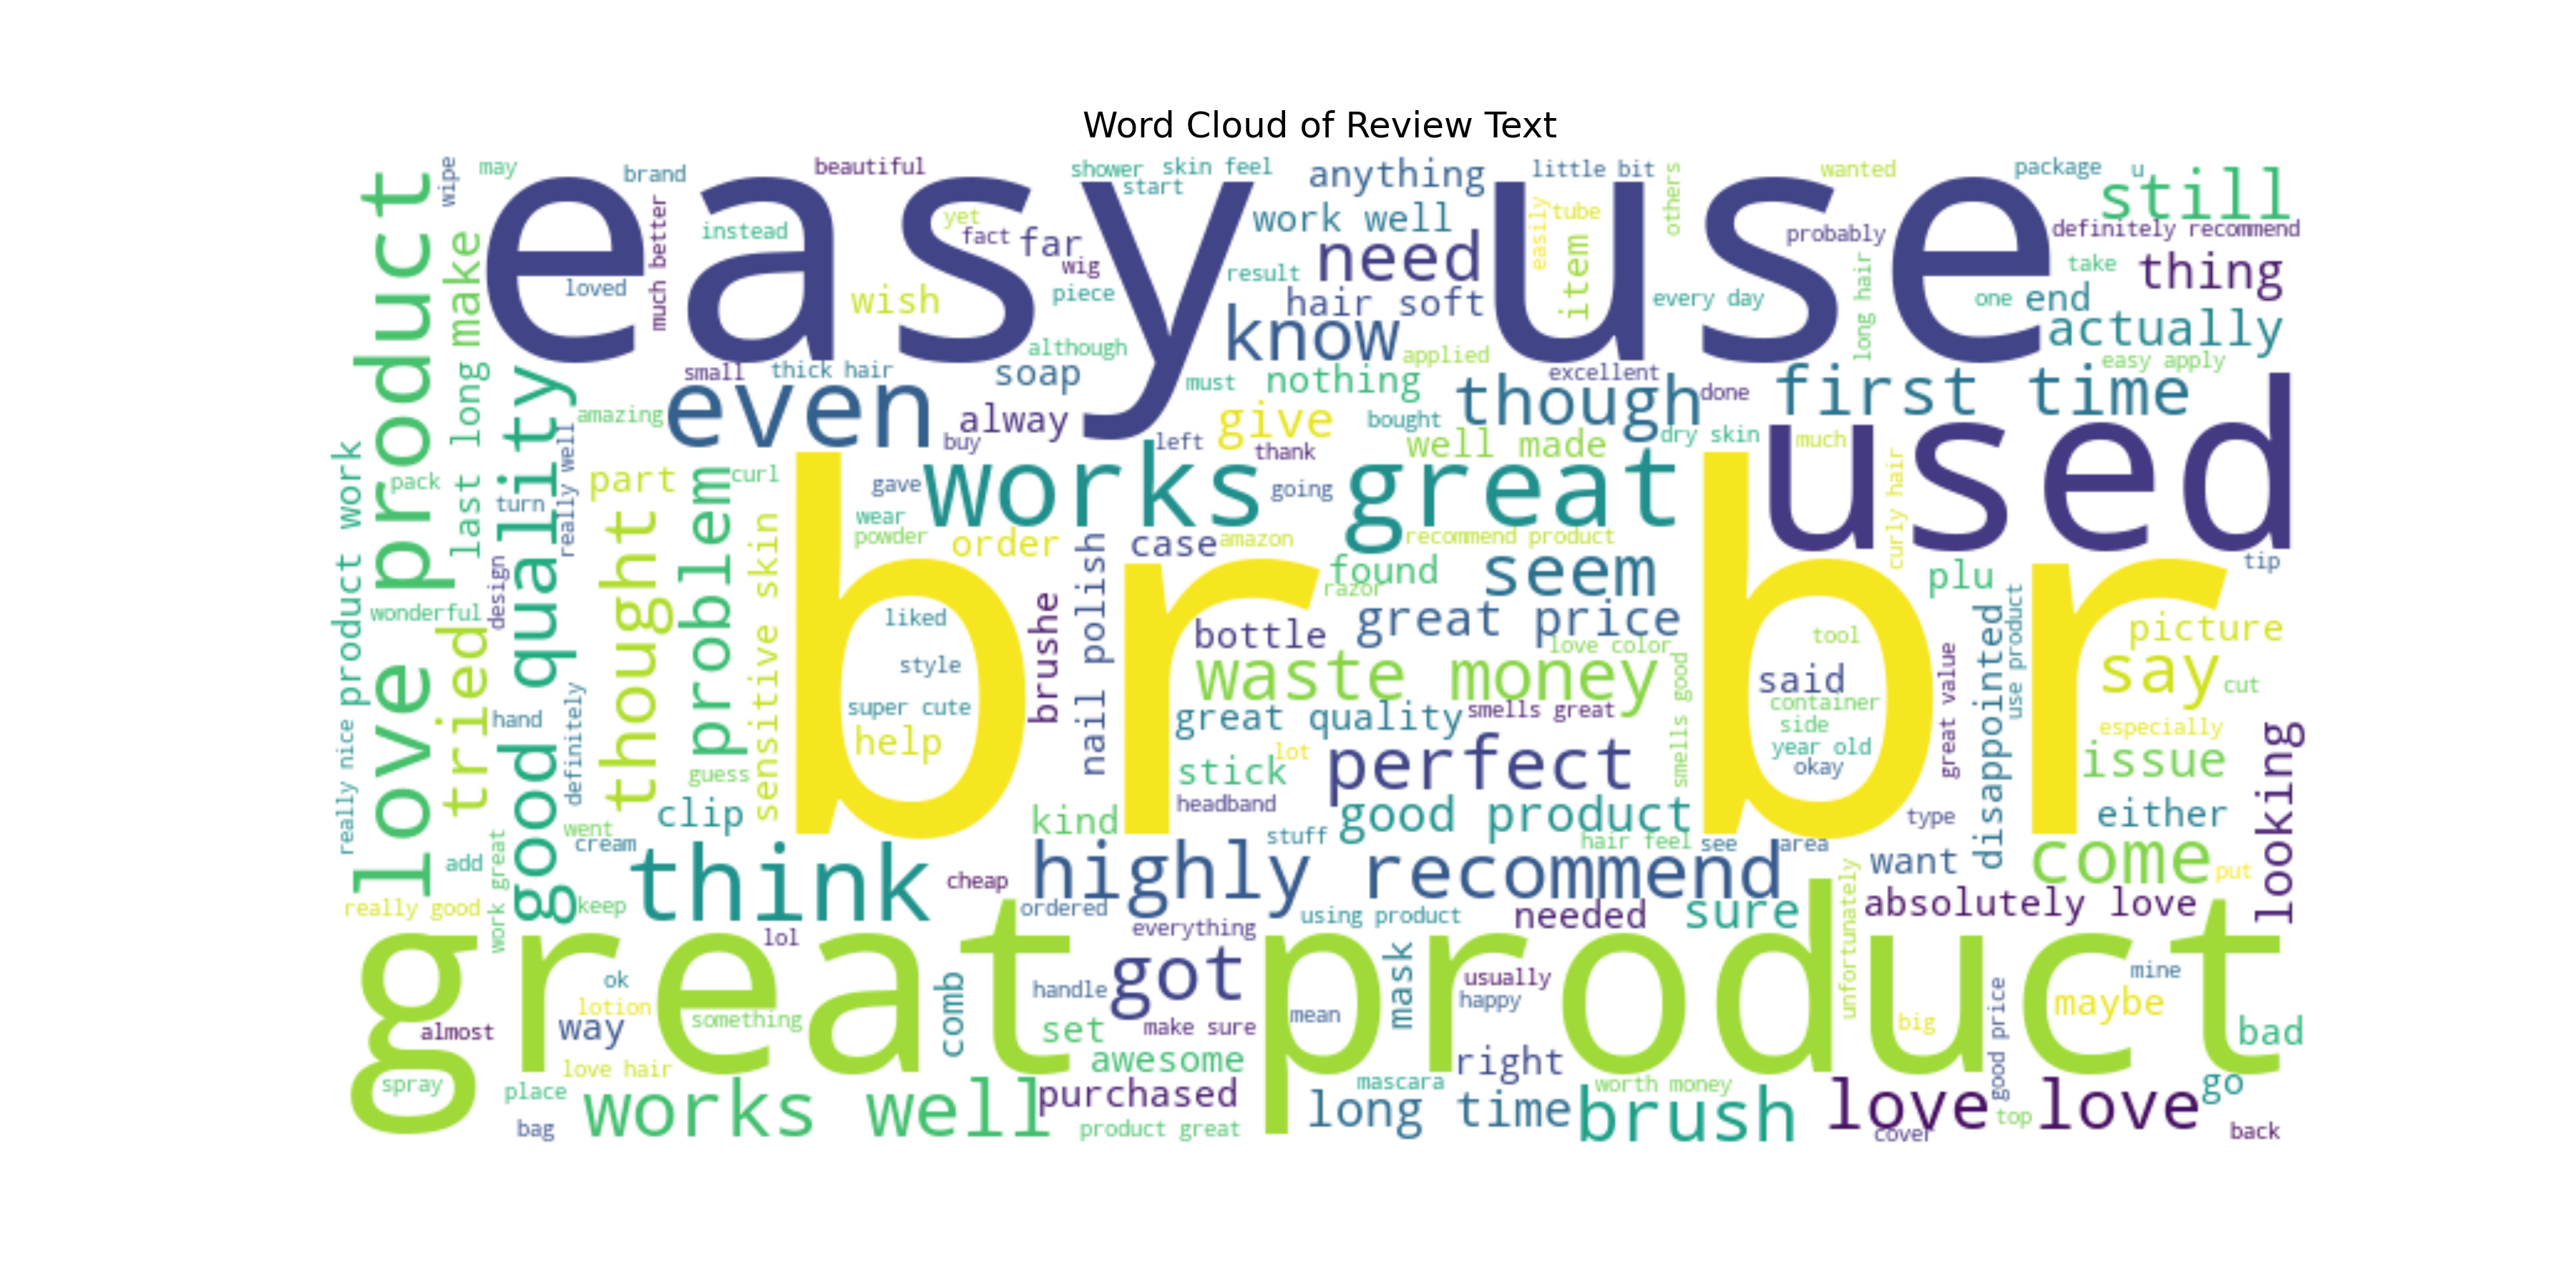 Word Cloud of Review Text
wipe
may
brand
beautiful
shower
skin feel
start
anything
little bit
others
wanted
package
u
still
love product
make
easy use
much better
instead
loved
yet
fact
far
wig
piece
wish
work well
need
result
hair soft
know
easily
tube
item
every day
probably
long hair
definitely recommend
take
thing
one
end
actually
although
applied
easy apply
small
thick hair
soap
must
nothing
excellent
though
done
first time
amazing
even
alway
buy
left
give
thank
bought
well made
dry skin
much
used
product work
pack
last long
good quality
turn
really well
part
curl
gave
works great
going
wear
powder
order
case
amazon
recommend product
curly hair
thought
problem
sensitive skin
br br
nail polish
found
razor
seem
plu
tip
design
wonderful
tried
liked
brushe
bottle
great price
love color
tool
disappointed
use product
picture
style
waste money
said
say
cut
super cute
help
great quality
smells great
smells good
container
side
year old
okay
great value
especially
issue
really nice
hand
definitely
guess
lot
stick
perfect
looking
clip
headband
kind
good product
type
either
went
cream
stuff
hair feel
see
area
want
come
put
add
work great
think
cheap
highly recommend
really good
keep
ordered
using product
needed
sure
absolutely love
lol
everything
unfortunately
great product
ok
lotion
something
comb
handle
got
mask
usually
happy
mean
mine
maybe
big
good price
bad
almost
way
set
make sure
awesome
right
love hair
spray
place
works well
purchased
mascara
long time
worth money
brush
love love
go
top
bag
product great
cover
back